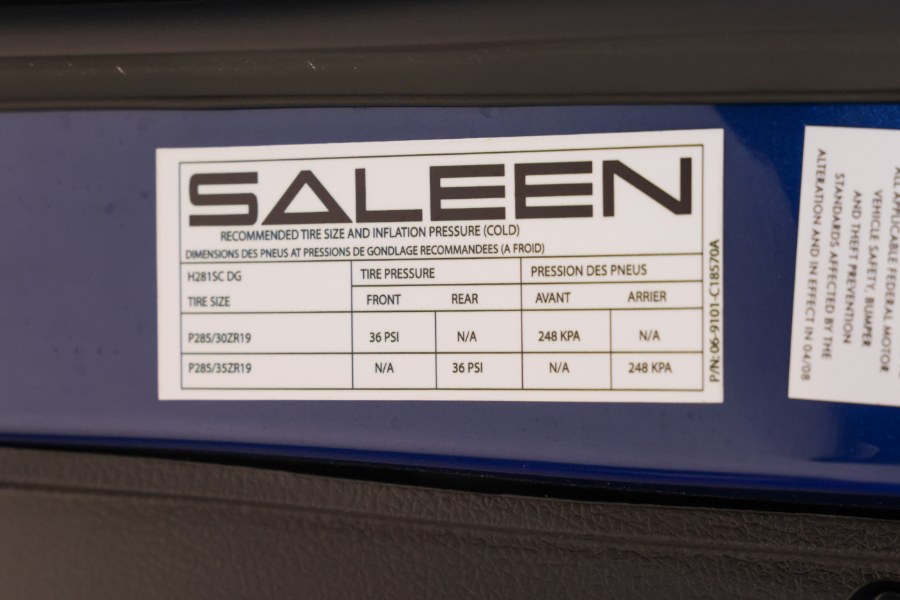 SALEEN
RECOMMENDED TIRE SIZE AND INFLATION PRESSURE (COLD)
DIMENSIONS DES PNEUS AT PRESSIONS DE GONDLAGE RECOMMANDEES (A FROID)
H281SC DG TIRE PRESSURE PRESSION DES PNEUS
TIRE SIZE FRONT REAR AVANT ARRIER
P285/30ZR19 36 PSI N/A 248 KPA N/A
P285/35ZR19 N/A 36 PSI N/A 248 KPA
P/N: 06-9101-C18570A
ALL APPLICABLE FEDERAL MOTOR
VEHICLE SAFETY, BUMPER
AND THEFT PREVENTION
STANDARDS AFFECTED BY THE
ALTERATION AND IN EFFECT IN 04/08